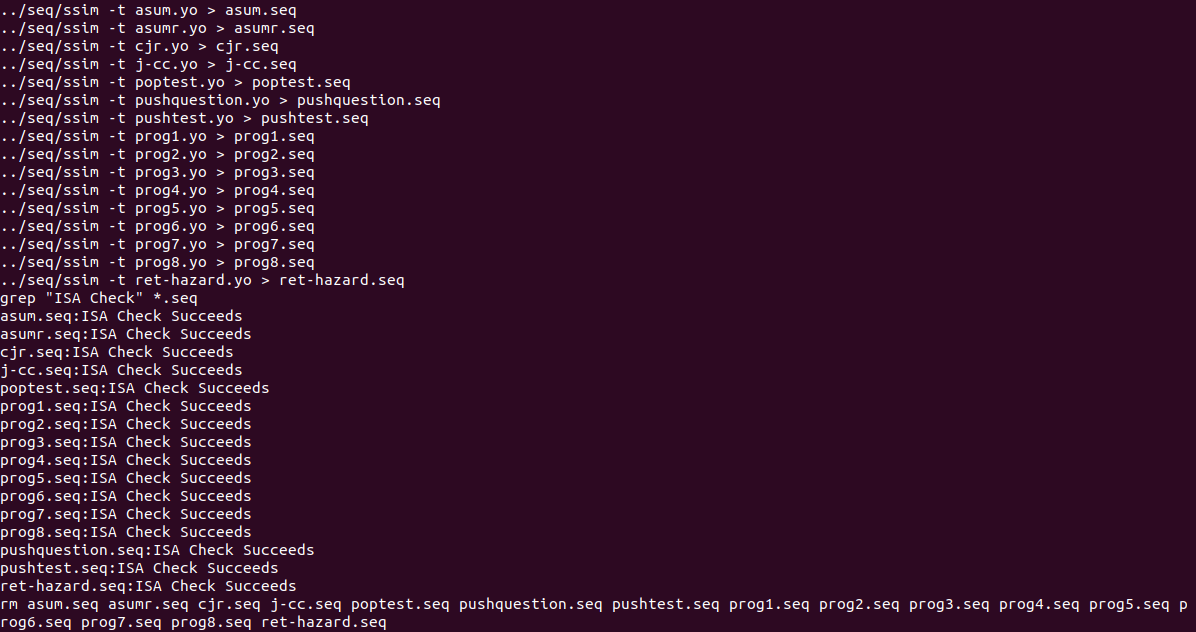 ../seq/ssim -t asum.yo > asum.seq
../seq/ssim -t asumr.yo > asumr.seq
../seq/ssim -t cjr.yo > cjr.seq
../seq/ssim -t j-cc.yo > j-cc.seq
../seq/ssim -t poptest.yo > poptest.seq
../seq/ssim -t pushquestion.yo > pushquestion.seq
../seq/ssim -t pushtest.yo > pushtest.seq
../seq/ssim -t prog1.yo > prog1.seq
../seq/ssim -t prog2.yo > prog2.seq
../seq/ssim -t prog3.yo > prog3.seq
../seq/ssim -t prog4.yo > prog4.seq
../seq/ssim -t prog5.yo > prog5.seq
../seq/ssim -t prog6.yo > prog6.seq
../seq/ssim -t prog7.yo > prog7.seq
../seq/ssim -t prog8.yo > prog8.seq
../seq/ssim -t ret-hazard.yo > ret-hazard.seq
grep "ISA Check" *.seq
asum.seq:ISA Check Succeeds
asumr.seq:ISA Check Succeeds
cjr.seq:ISA Check Succeeds
j-cc.seq:ISA Check Succeeds
poptest.seq:ISA Check Succeeds
prog1.seq:ISA Check Succeeds
prog2.seq:ISA Check Succeeds
prog3.seq:ISA Check Succeeds
prog4.seq:ISA Check Succeeds
prog5.seq:ISA Check Succeeds
prog6.seq:ISA Check Succeeds
prog7.seq:ISA Check Succeeds
prog8.seq:ISA Check Succeeds
pushquestion.seq:ISA Check Succeeds
pushtest.seq:ISA Check Succeeds
ret-hazard.seq:ISA Check Succeeds
rm asum.seq asumr.seq cjr.seq j-cc.seq poptest.seq pushquestion.seq pushtest.seq prog1.seq prog2.seq prog3.seq prog4.seq prog5.seq p
rog6.seq prog7.seq prog8.seq ret-hazard.seq